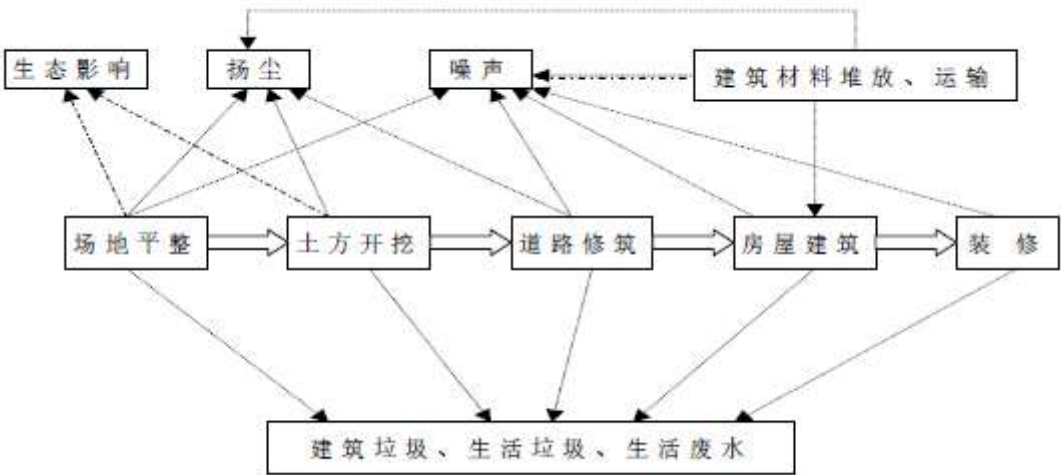 生态影响
扬尘
噪声
建筑材料堆放、运输
场地平整
土方开挖
道路修筑
房屋建筑
装 修
建筑垃圾、生活垃圾、生活废水